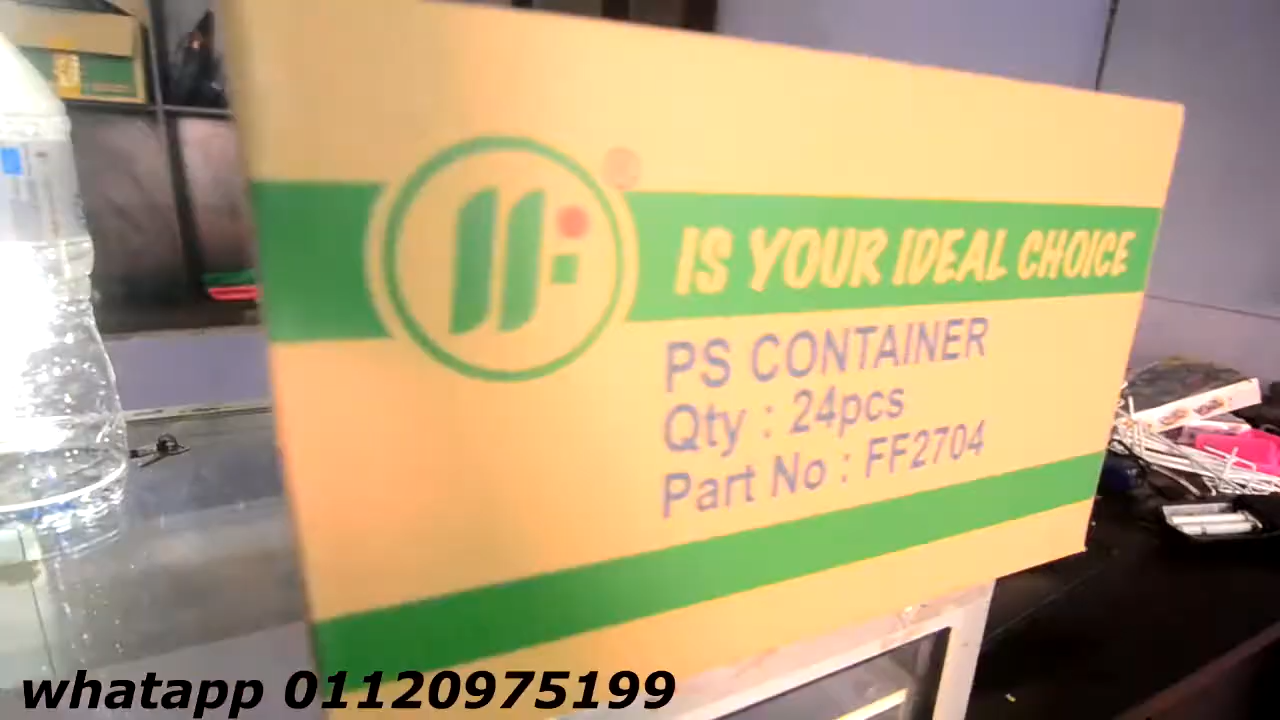 IS YOUR IDEAL CHOICE
PS CONTAINER
Qty : 24pcs
Part No : FF2704
whatapp 01120975199